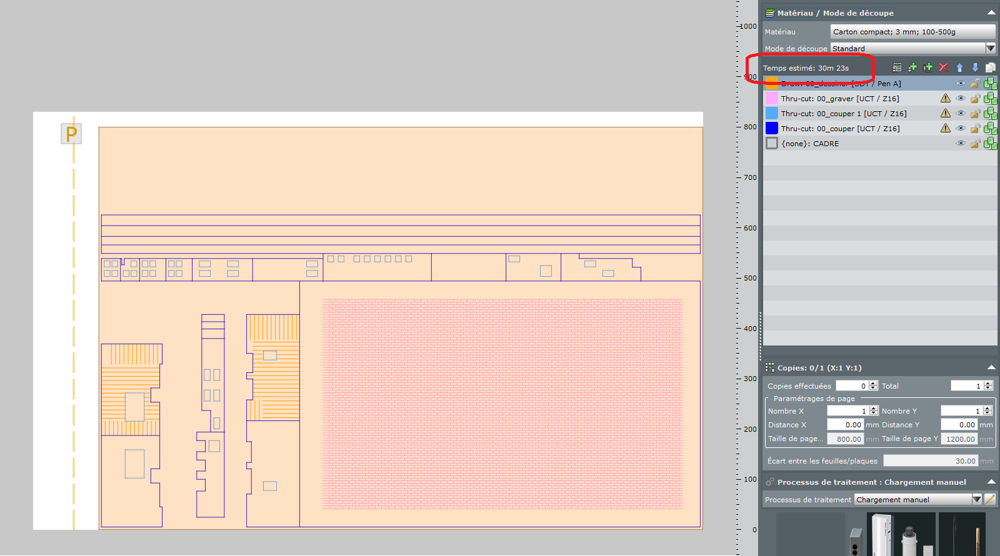 P
1000
900
800
700
600
500
400
300
200
100
0
Matériau / Mode de découpe
Matériau Carton compact; 3 mm; 100-500g
Mode de découpe Standard
Temps estimé: 30m 23s
Draw: 00_dessiner [SDT / Pen A]
Thru-cut: 00_graver [UCT / Z16]
Thru-cut: 00_couper 1 [UCT / Z16]
Thru-cut: 00_couper [UCT / Z16]
{none}: CADRE
Copies: 0/1 (X:1 Y:1)
Copies effectuées 0 Total 1
Paramétrages de page
Nombre X 1 Nombre Y 1
Distance X 0.00 mm Distance Y 0.00 mm
Taille de page... 800.00 mm Taille de page Y 1200.00 mm
Écart entre les feuilles/plaques 30.00 mm
Processus de traitement : Chargement manuel
Processus de traitement Chargement manuel